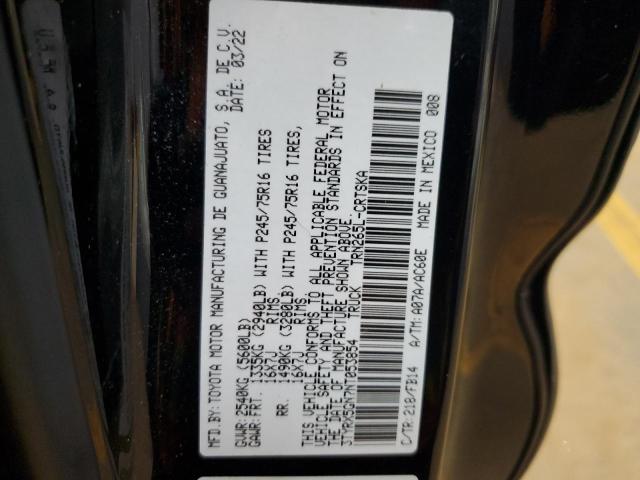 MFD.BY:TOYOTA MOTOR MANUFACTURING DE GUANAJUATO, S.A. DE C.V.
DATE: 03/22
GVWR:2540KG (5600LB)
GAWR:FRT. 1335KG (2940LB) WITH P245/75R16 TIRES
16X7J RIMS,
RR. 1490KG (3280LB) WITH P245/75R16 TIRES,
16X7J RIMS.
THIS VEHICLE CONFORMS TO ALL APPLICABLE FEDERAL MOTOR
VEHICLE SAFETY AND THEFT PREVENTION STANDARDS IN EFFECT ON
THE DATE OF MANUFACTURE SHOWN ABOVE.
3TYRX5GN7NT053854 TRUCK TRN265L-CRTSKA
C/TR:218/FB14 A/TM:A07A/AC60E MADE IN MEXICO 008